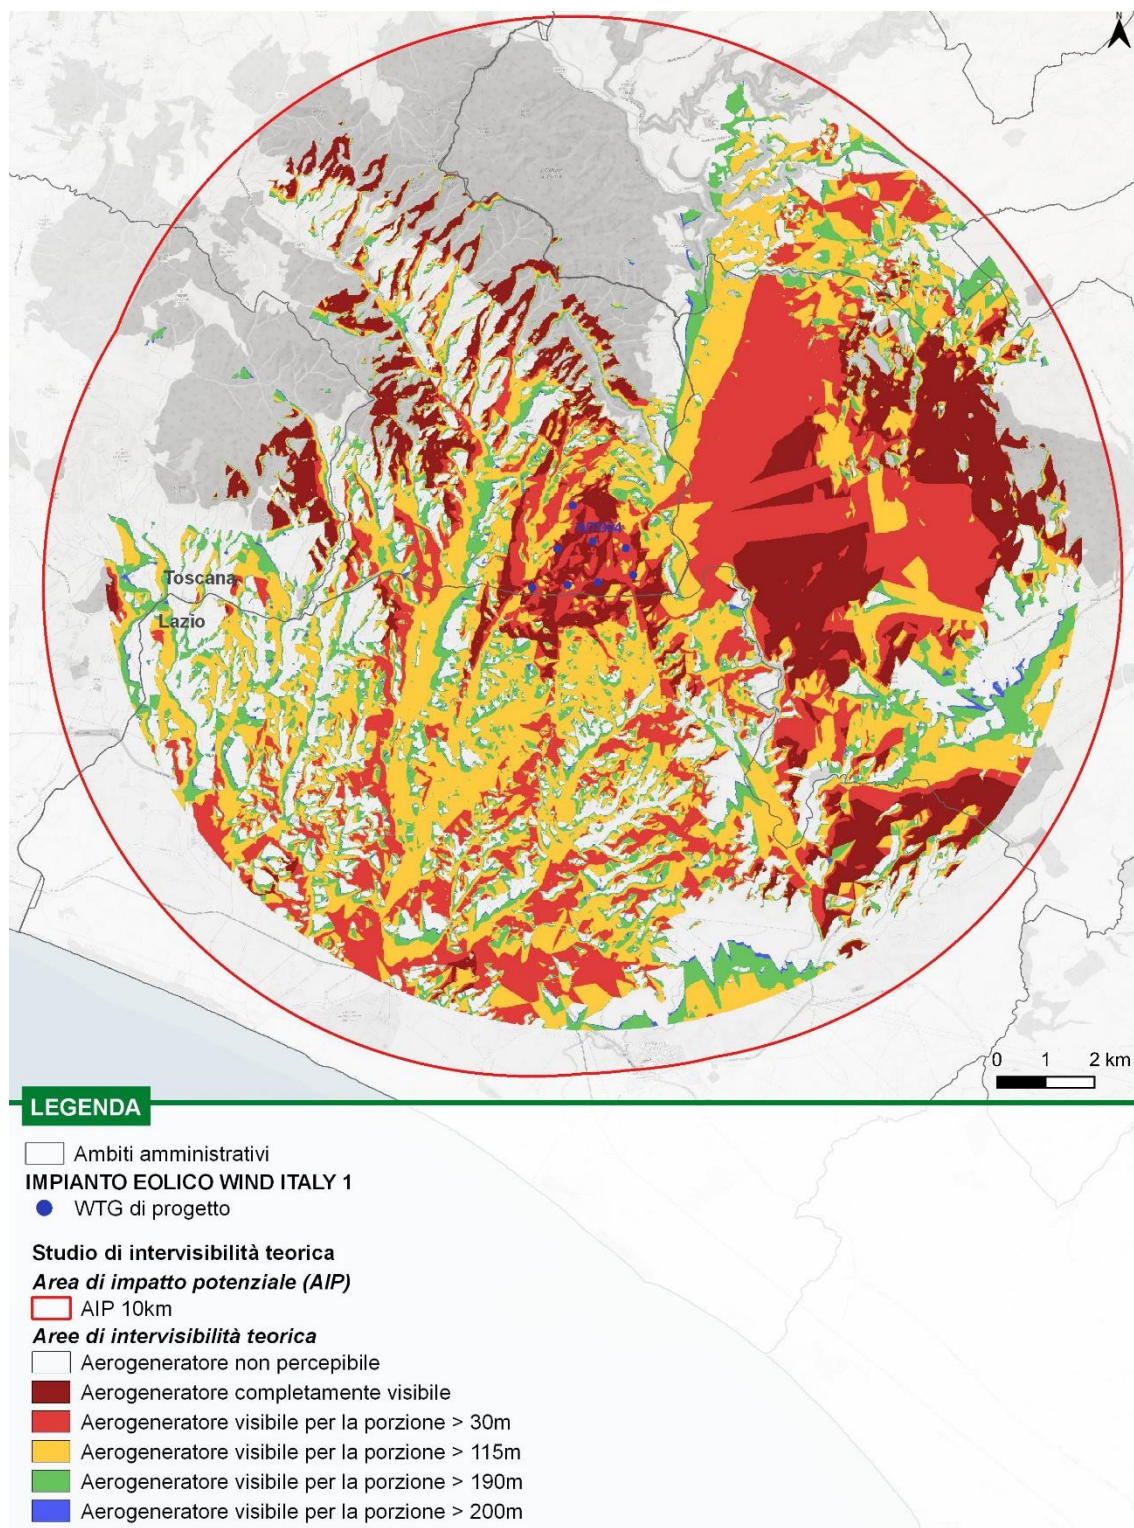 N
Toscana
Lazio
0 1 2 km
LEGENDA
Ambiti amministrativi
IMPIANTO EOLICO WIND ITALY 1
WTG di progetto
Studio di intervisibilità teorica
Area di impatto potenziale (AIP)
AIP 10km
Aree di intervisibilità teorica
Aerogeneratore non percepibile
Aerogeneratore completamente visibile
Aerogeneratore visibile per la porzione > 30m
Aerogeneratore visibile per la porzione > 115m
Aerogeneratore visibile per la porzione > 190m
Aerogeneratore visibile per la porzione > 200m